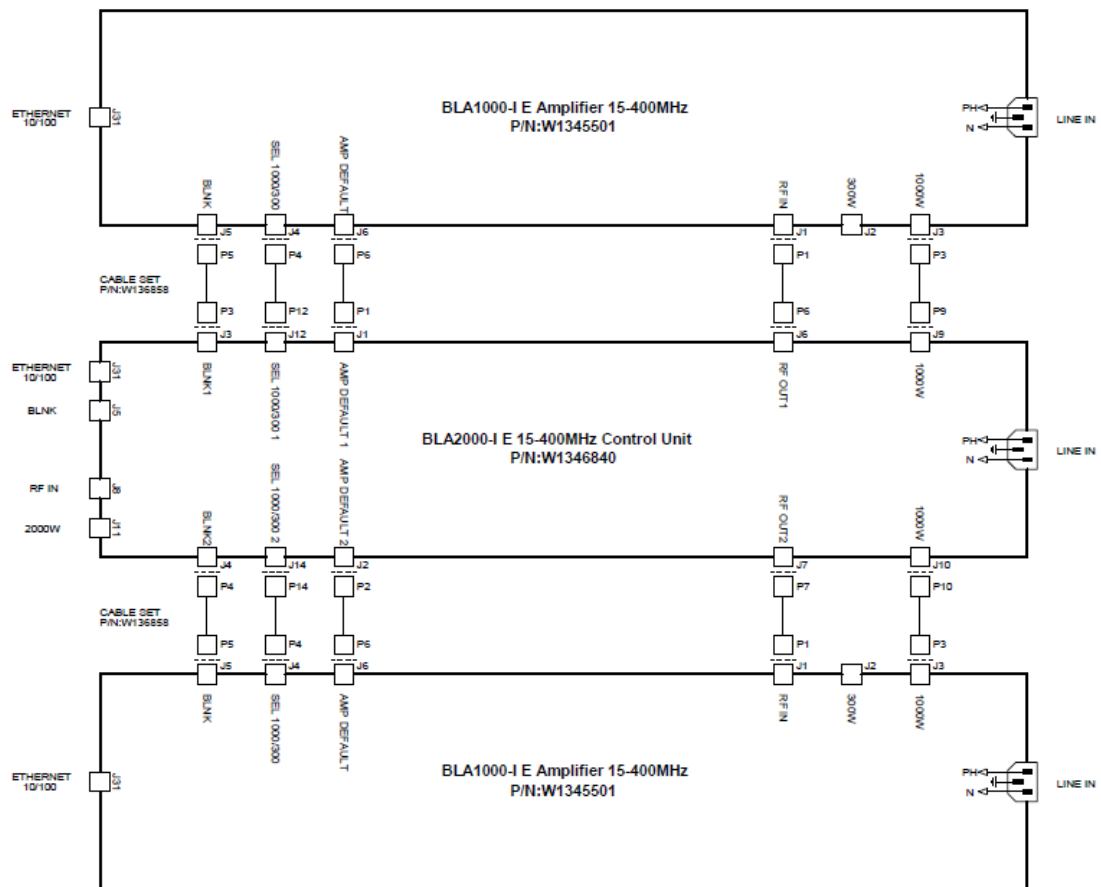 BLA1000-I E Amplifier 15-400MHz
P/N:W1345501
ETHERNET
10/100
J31
PH
N
LINE IN
BLNK
SEL 1000/300
AMP DEFAULT
RF IN
300W
1000W
J5
J4
J6
J1
J2
J3
P5
P4
P6
P1
P3
CABLE SET
P/N:W136858
P3
P12
P1
P6
P9
J3
J12
J1
J6
J9
ETHERNET
10/100
J31
BLNK
J5
RF IN
J8
2000W
J11
BLNK1
SEL 1000/300 1
AMP DEFAULT 1
RF OUT1
1000W
BLA2000-I E 15-400MHz Control Unit
P/N:W1346840
PH
N
LINE IN
BLNK2
SEL 1000/300 2
AMP DEFAULT 2
RF OUT2
1000W
J4
J14
J2
J7
J10
P4
P14
P2
P7
P10
CABLE SET
P/N:W136858
P5
P4
P6
P1
P3
J5
J4
J6
J1
J2
J3
BLNK
SEL 1000/300
AMP DEFAULT
RF IN
300W
1000W
ETHERNET
10/100
J31
BLA1000-I E Amplifier 15-400MHz
P/N:W1345501
PH
N
LINE IN